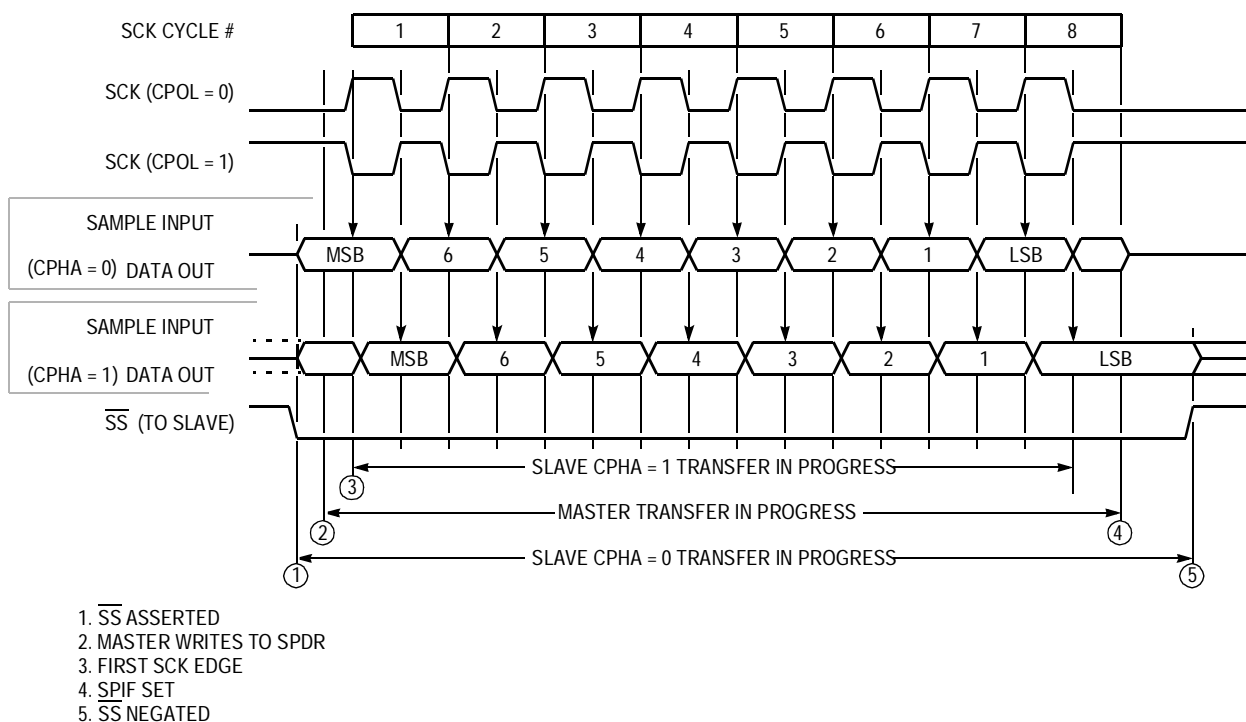 SCK CYCLE # 1 2 3 4 5 6 7 8
SCK (CPOL = 0)
SCK (CPOL = 1)
SAMPLE INPUT
(CPHA = 0) DATA OUT MSB 6 5 4 3 2 1 LSB
SAMPLE INPUT
(CPHA = 1) DATA OUT MSB 6 5 4 3 2 1 LSB
SS (TO SLAVE)
SLAVE CPHA = 1 TRANSFER IN PROGRESS
3
MASTER TRANSFER IN PROGRESS
2 4
SLAVE CPHA = 0 TRANSFER IN PROGRESS
1 5
1. SS ASSERTED
2. MASTER WRITES TO SPDR
3. FIRST SCK EDGE
4. SPIF SET
5. SS NEGATED